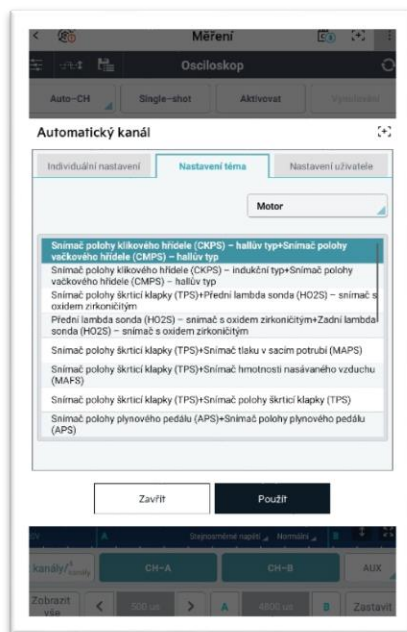 Měření
Osciloskop
Auto-CH Single-shot Aktivovat Vynulování
Automatický kanál
Individuální nastavení Nastavení téma Nastavení uživatele
Motor
Snímač polohy klikového hřídele (CKPS) – hallův typ+Snímač polohy
vačkového hřídele (CMPS) – hallův typ
Snímač polohy klikového hřídele (CKPS) – indukční typ+Snímač polohy
vačkového hřídele (CMPS) – hallův typ
Snímač polohy škrticí klapky (TPS)+Přední lambda sonda (HO2S) – snímač s
oxidem zirkoničitým
Přední lambda sonda (HO2S) – snímač s oxidem zirkoničitým+Zadní lambda
sonda (HO2S) – snímač s oxidem zirkoničitým
Snímač polohy škrticí klapky (TPS)+Snímač tlaku v sacím potrubí (MAPS)
Snímač polohy škrticí klapky (TPS)+Snímač hmotnosti nasávaného vzduchu
(MAFS)
Snímač polohy škrticí klapky (TPS)+Snímač polohy škrticí klapky (TPS)
Snímač polohy plynového pedálu (APS)+Snímač polohy plynového pedálu
(APS)
Zavřít Použít
A Stejnosměrné napětí Normální B
kanály/ kanály CH-A CH-B AUX
Zobrazit
vše < 500 us > A 4800 us B Zastavit